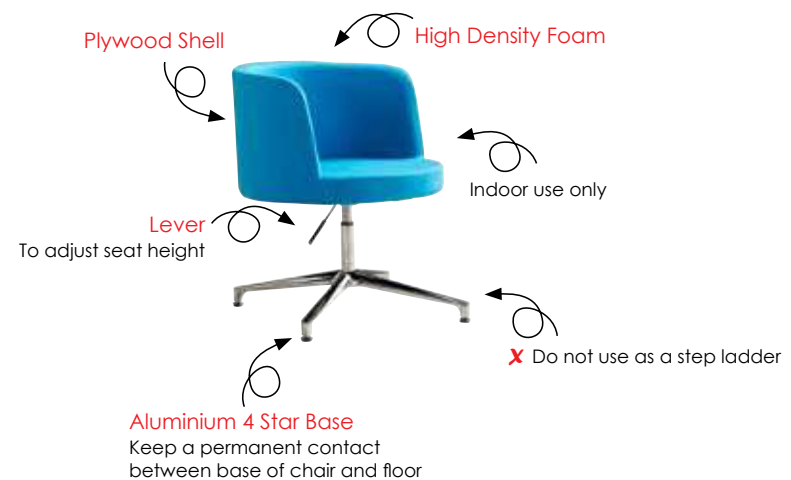 High Density Foam
Plywood Shell
Indoor use only
Lever
To adjust seat height
✗ Do not use as a step ladder
Aluminium 4 Star Base
Keep a permanent contact
between base of chair and floor